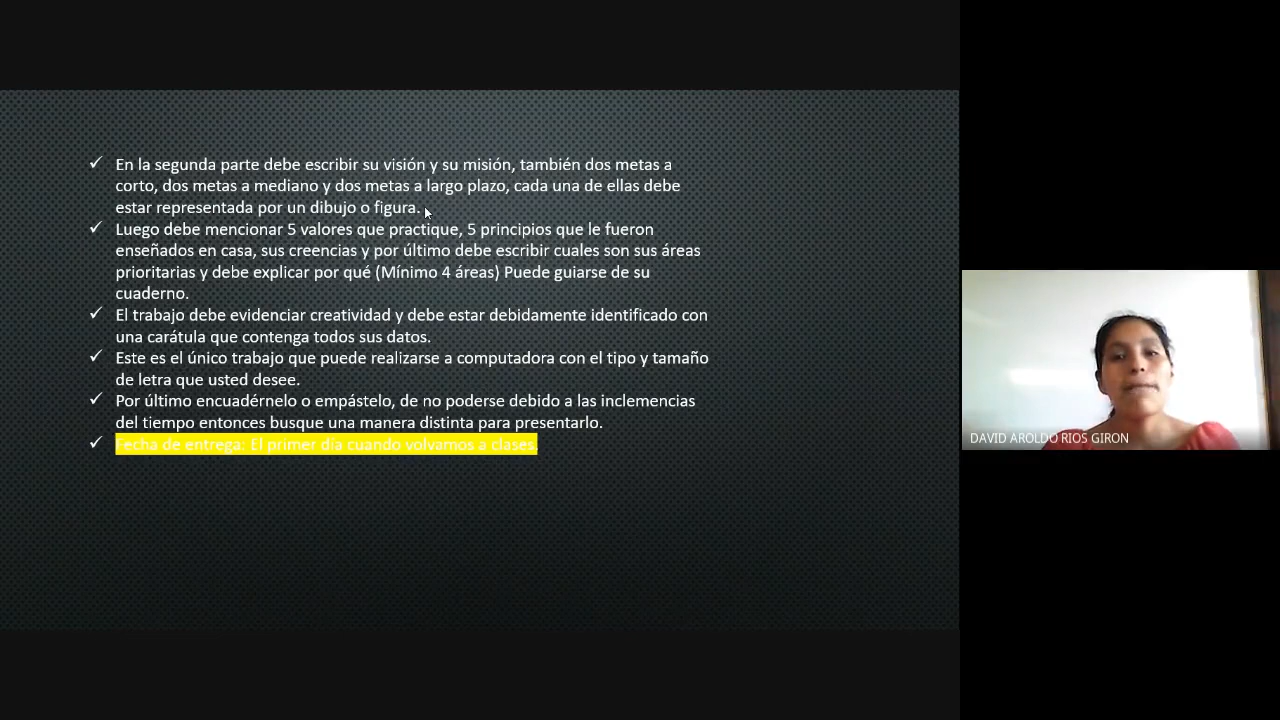 ✓ En la segunda parte debe escribir su visión y su misión, también dos metas a
corto, dos metas a mediano y dos metas a largo plazo, cada una de ellas debe
estar representada por un dibujo o figura.
✓ Luego debe mencionar 5 valores que practique, 5 principios que le fueron
enseñados en casa, sus creencias y por último debe escribir cuales son sus áreas
prioritarias y debe explicar por qué (Mínimo 4 áreas) Puede guiarse de su
cuaderno.
✓ El trabajo debe evidenciar creatividad y debe estar debidamente identificado con
una carátula que contenga todos sus datos.
✓ Este es el único trabajo que puede realizarse a computadora con el tipo y tamaño
de letra que usted desee.
✓ Por último encuadérnelo o empástelo, de no poderse debido a las inclemencias
del tiempo entonces busque una manera distinta para presentarlo.
✓ Fecha de entrega: El primer día cuando volvamos a clases.
DAVID AROLDO RIOS GIRON